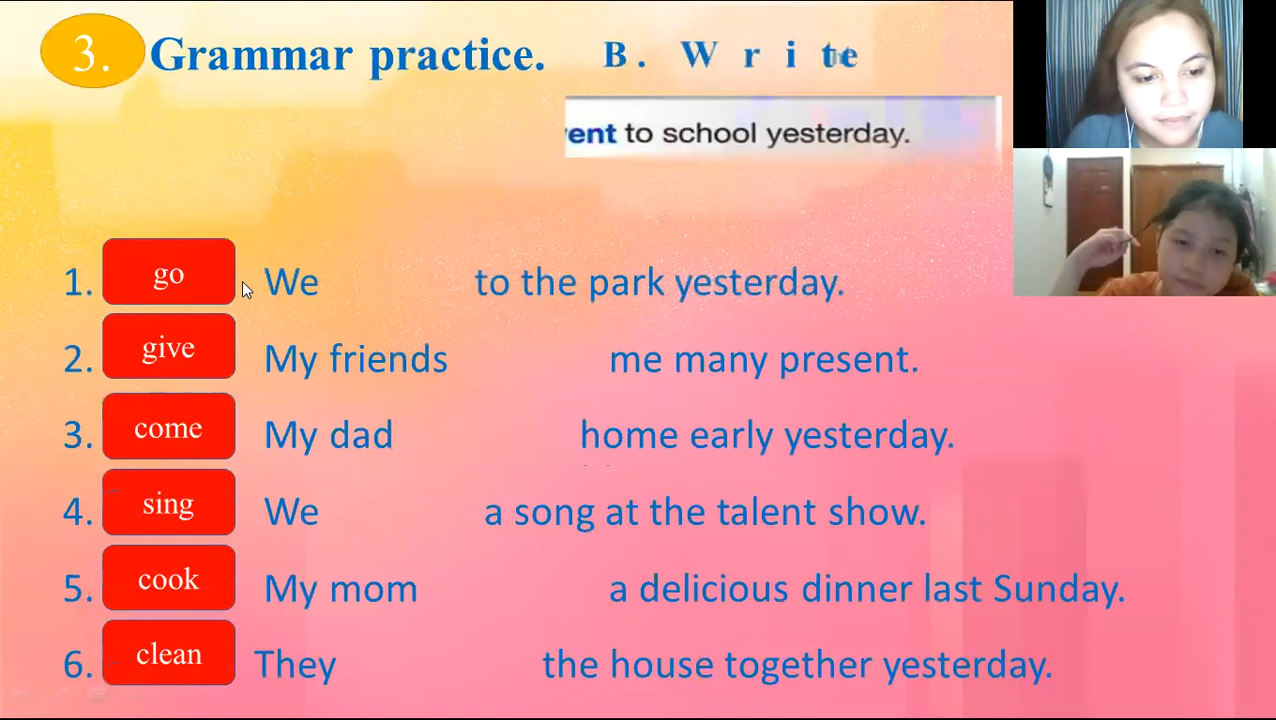 3. Grammar practice. B. Write
ent to school yesterday.
1. go We to the park yesterday.
2. give My friends me many present.
3. come My dad home early yesterday.
4. sing We a song at the talent show.
5. cook My mom a delicious dinner last Sunday.
6. clean They the house together yesterday.